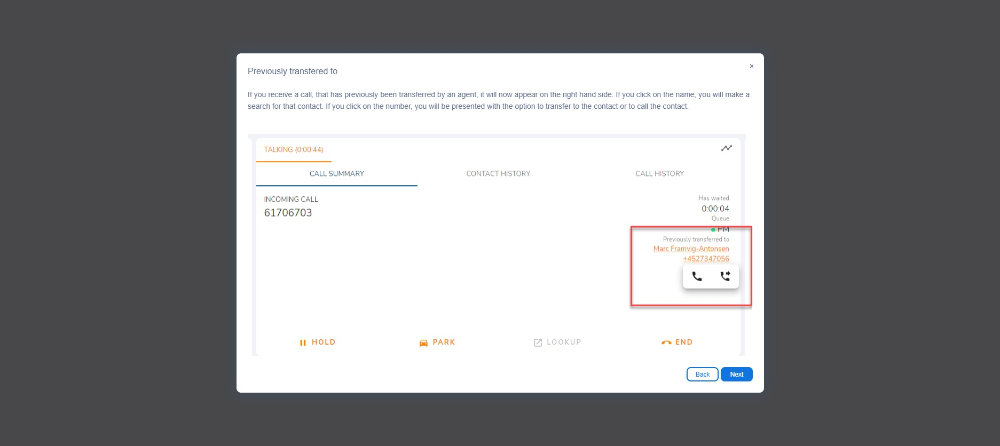 Previously transfered to
×
If you receive a call, that has previously been transferred by an agent, it will now appear on the right hand side. If you click on the name, you will make a
search for that contact. If you click on the number, you will be presented with the option to transfer to the contact or to call the contact.
TALKING (0:00:44)
CALL SUMMARY
CONTACT HISTORY
CALL HISTORY
INCOMING CALL
61706703
Has waited
0:00:04
Queue
PM
Previously transferred to
Marc Framvig-Antonsen
+4527347056
HOLD
PARK
LOOKUP
END
Back
Next